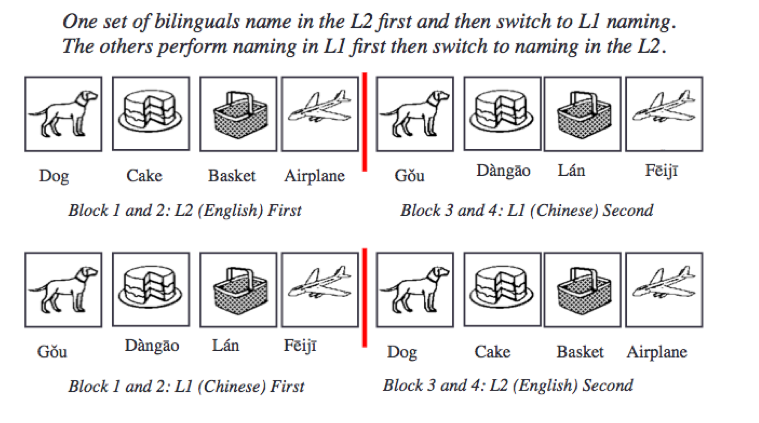 One set of bilinguals name in the L2 first and then switch to L1 naming.
The others perform naming in L1 first then switch to naming in the L2.
Dog Cake Basket Airplane Gǒu Dàngāo Lán Fēijī
Block 1 and 2: L2 (English) First Block 3 and 4: L1 (Chinese) Second
Gǒu Dàngāo Lán Fēijī Dog Cake Basket Airplane
Block 1 and 2: L1 (Chinese) First Block 3 and 4: L2 (English) Second